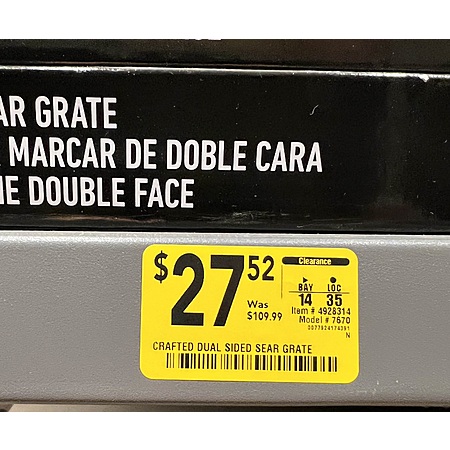 AR GRATE
MARCAR DE DOBLE CARA
DOUBLE FACE
$27.52
Was
$109.99
Clearance
BAY LOC
14 35
Item # 4928314
Model # 7670
N
CRAFTED DUAL SIDED SEAR GRATE